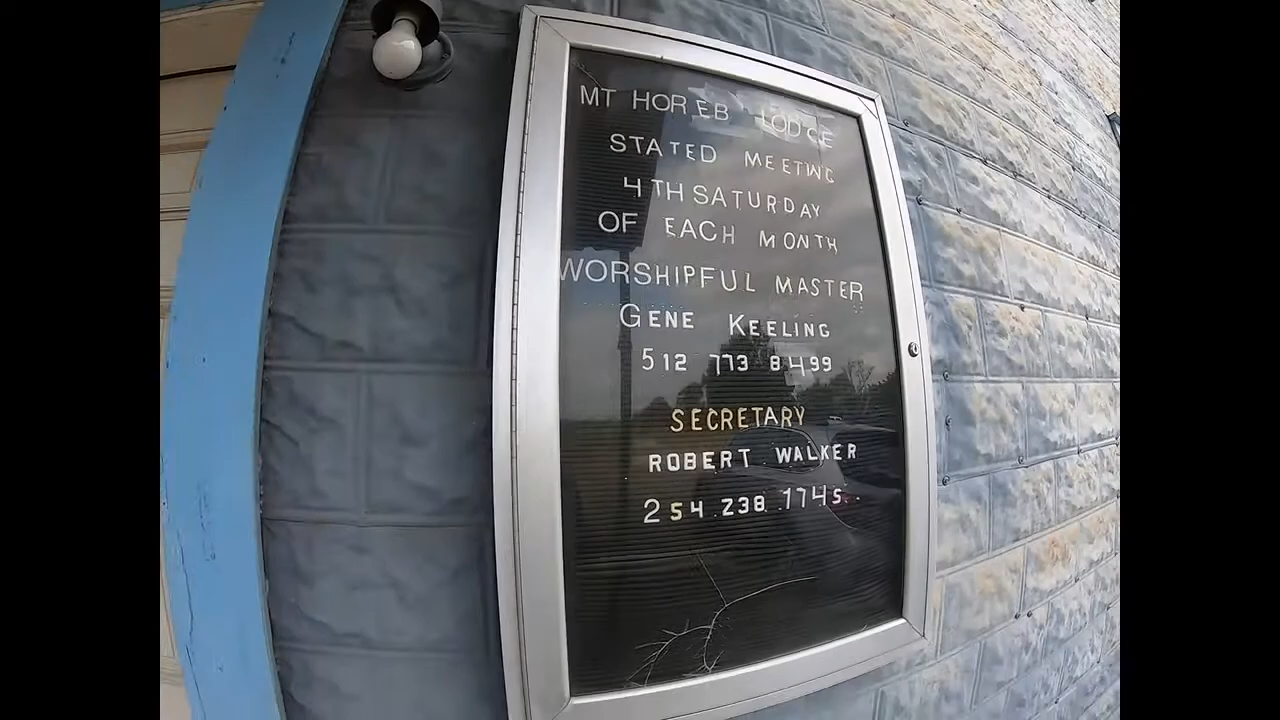 MT HOREB LODGE
STATED MEETING
4TH SATURDAY
OF EACH MONTH
WORSHIPFUL MASTER
GENE KEELING
512 773 8499
SECRETARY
ROBERT WALKER
254.238.1745.